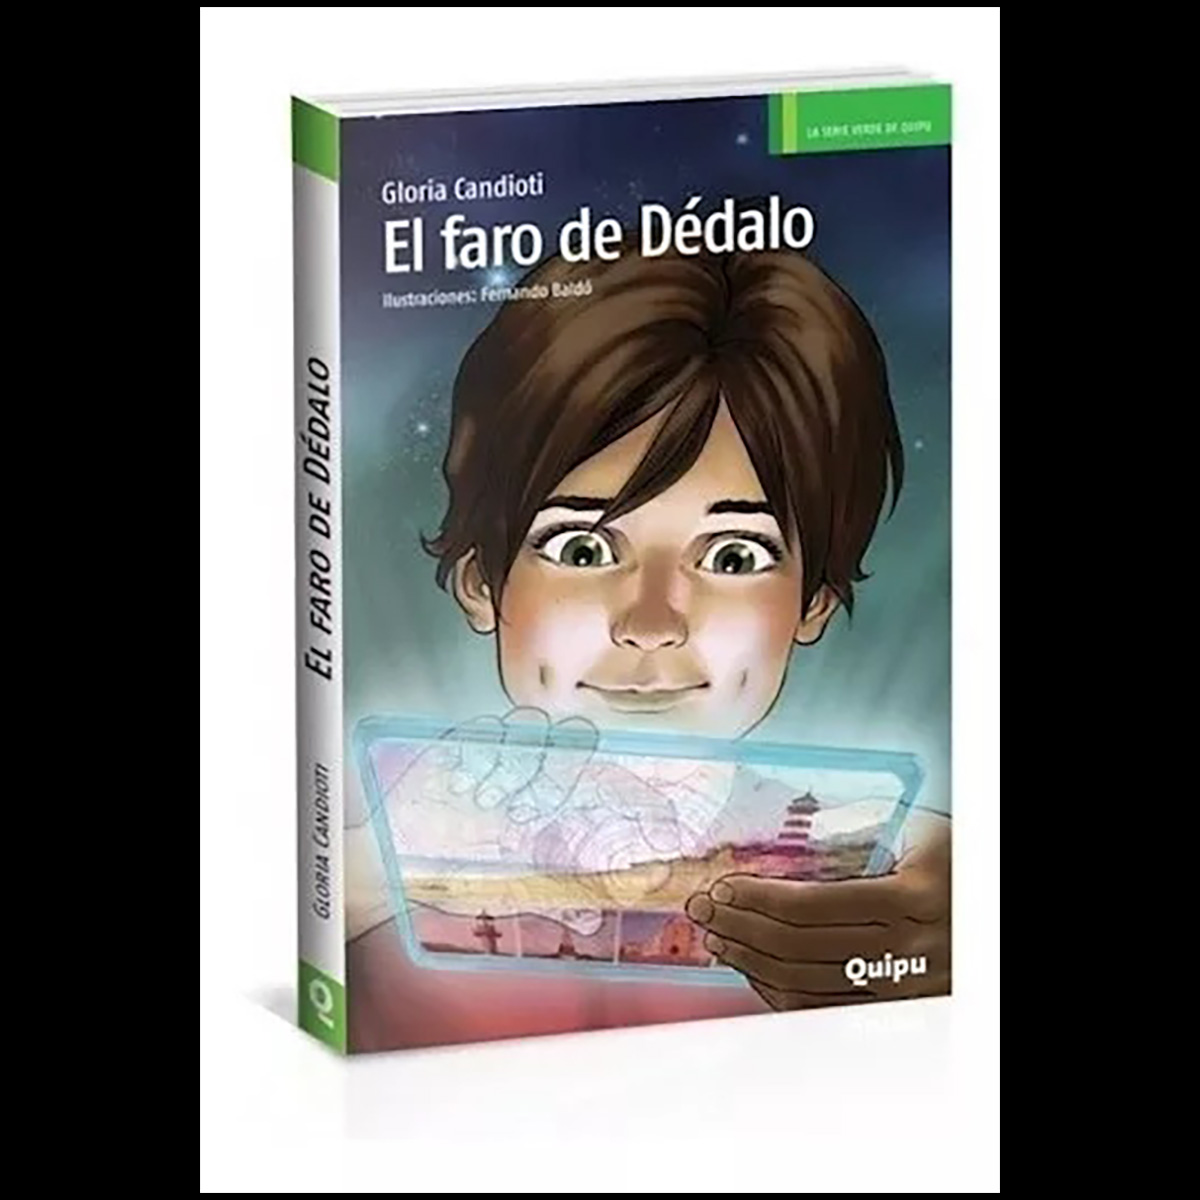 LA SERIE VERDE DE QUIPU
Gloria Candioti
El faro de Dédalo
Ilustraciones: Fernando Baldó
Quipu
EL FARO DE DÉDALO
GLORIA CANDIOTI
Q